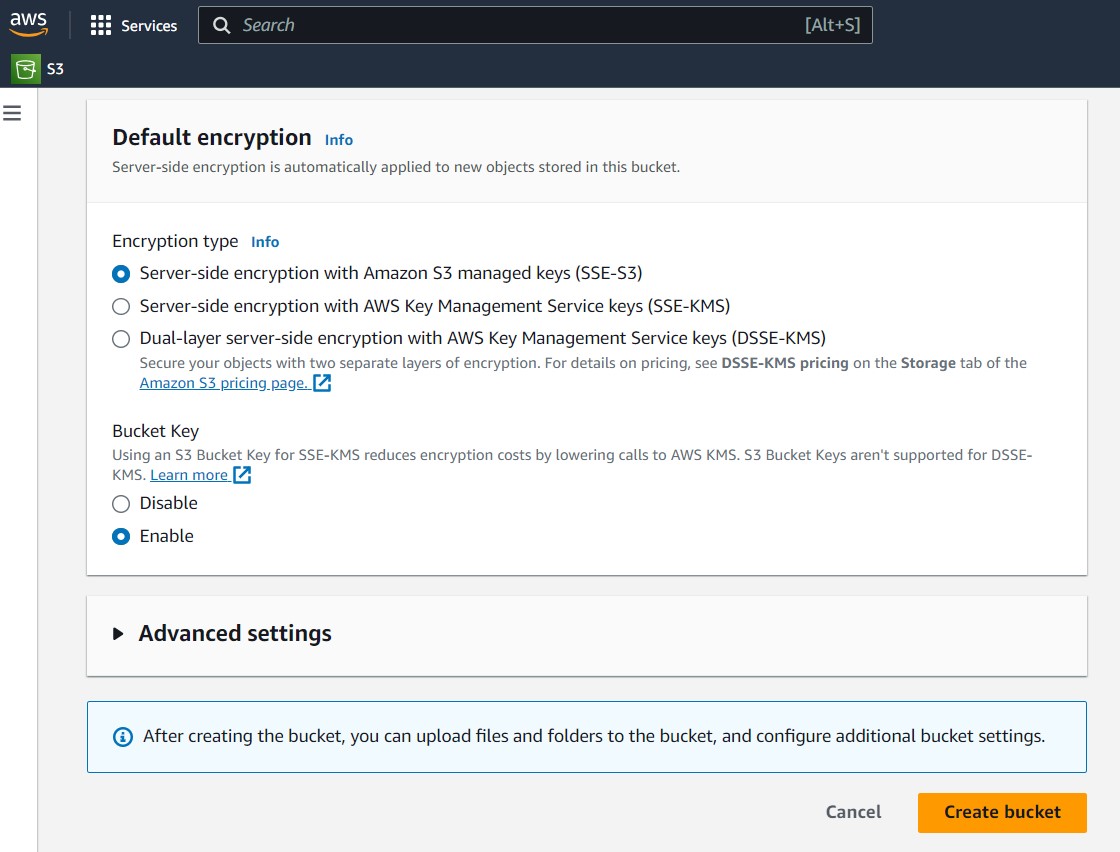 aws
Services
Search
[Alt+S]
S3
Default encryption Info
Server-side encryption is automatically applied to new objects stored in this bucket.
Encryption type Info
Server-side encryption with Amazon S3 managed keys (SSE-S3)
Server-side encryption with AWS Key Management Service keys (SSE-KMS)
Dual-layer server-side encryption with AWS Key Management Service keys (DSSE-KMS)
Secure your objects with two separate layers of encryption. For details on pricing, see DSSE-KMS pricing on the Storage tab of the
Amazon S3 pricing page.
Bucket Key
Using an S3 Bucket Key for SSE-KMS reduces encryption costs by lowering calls to AWS KMS. S3 Bucket Keys aren't supported for DSSE-
KMS. Learn more
Disable
Enable
Advanced settings
After creating the bucket, you can upload files and folders to the bucket, and configure additional bucket settings.
Cancel
Create bucket